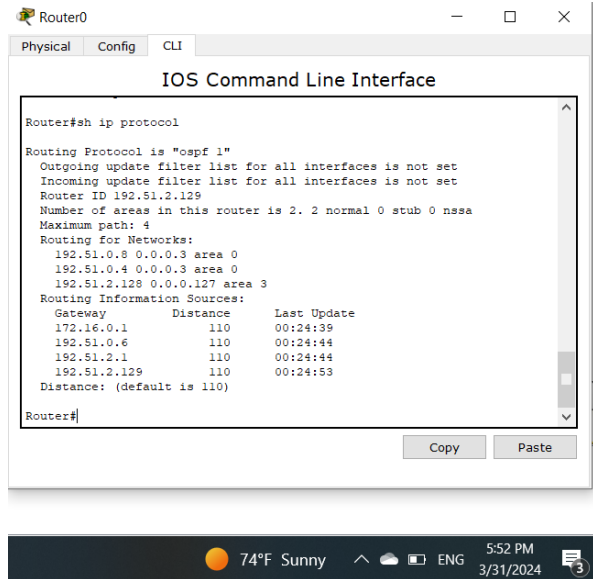 Router0
Physical Config CLI
IOS Command Line Interface
Router#sh ip protocol
Routing Protocol is "ospf 1"
Outgoing update filter list for all interfaces is not set
Incoming update filter list for all interfaces is not set
Router ID 192.51.2.129
Number of areas in this router is 2. 2 normal 0 stub 0 nssa
Maximum path: 4
Routing for Networks:
192.51.0.8 0.0.0.3 area 0
192.51.0.4 0.0.0.3 area 0
192.51.2.128 0.0.0.127 area 3
Routing Information Sources:
Gateway Distance Last Update
172.16.0.1 110 00:24:39
192.51.0.6 110 00:24:44
192.51.2.1 110 00:24:44
192.51.2.129 110 00:24:53
Distance: (default is 110)
Router#
Copy Paste
74°F Sunny ENG 5:52 PM
3/31/2024 3